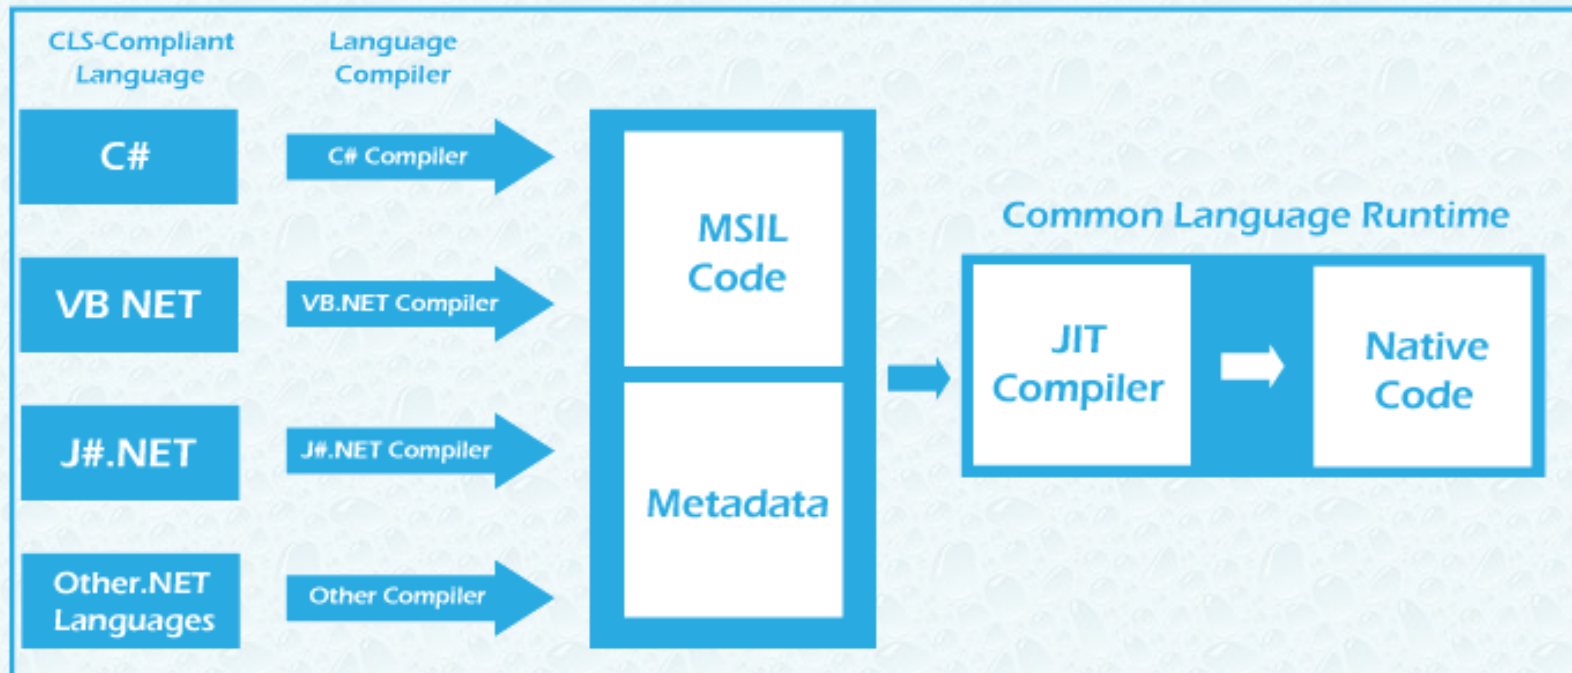 CLS-Compliant
Language
Language
Compiler
C#
C# Compiler
VB NET
VB.NET Compiler
J#.NET
J#.NET Compiler
Other.NET
Languages
Other Compiler
MSIL
Code
Metadata
Common Language Runtime
JIT
Compiler
Native
Code